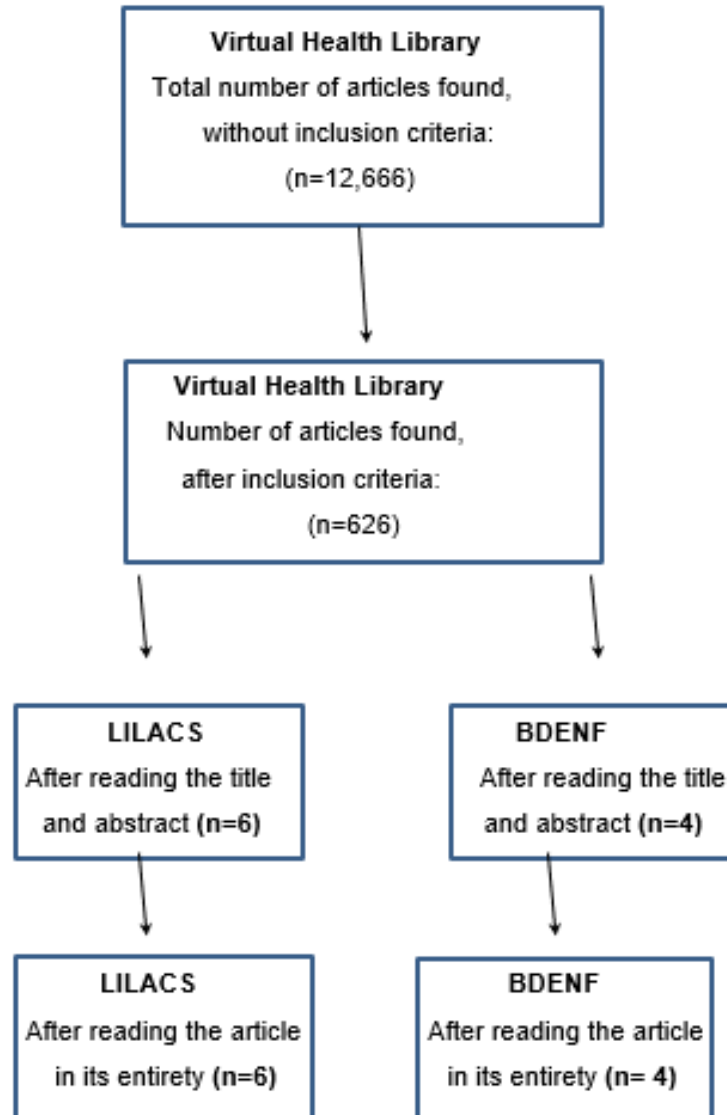 Virtual Health Library
Total number of articles found,
without inclusion criteria:
(n=12,666)
Virtual Health Library
Number of articles found,
after inclusion criteria:
(n=626)
LILACS
After reading the title
and abstract (n=6)
BDENF
After reading the title
and abstract (n=4)
LILACS
After reading the article
in its entirety (n=6)
BDENF
After reading the article
in its entirety (n= 4)